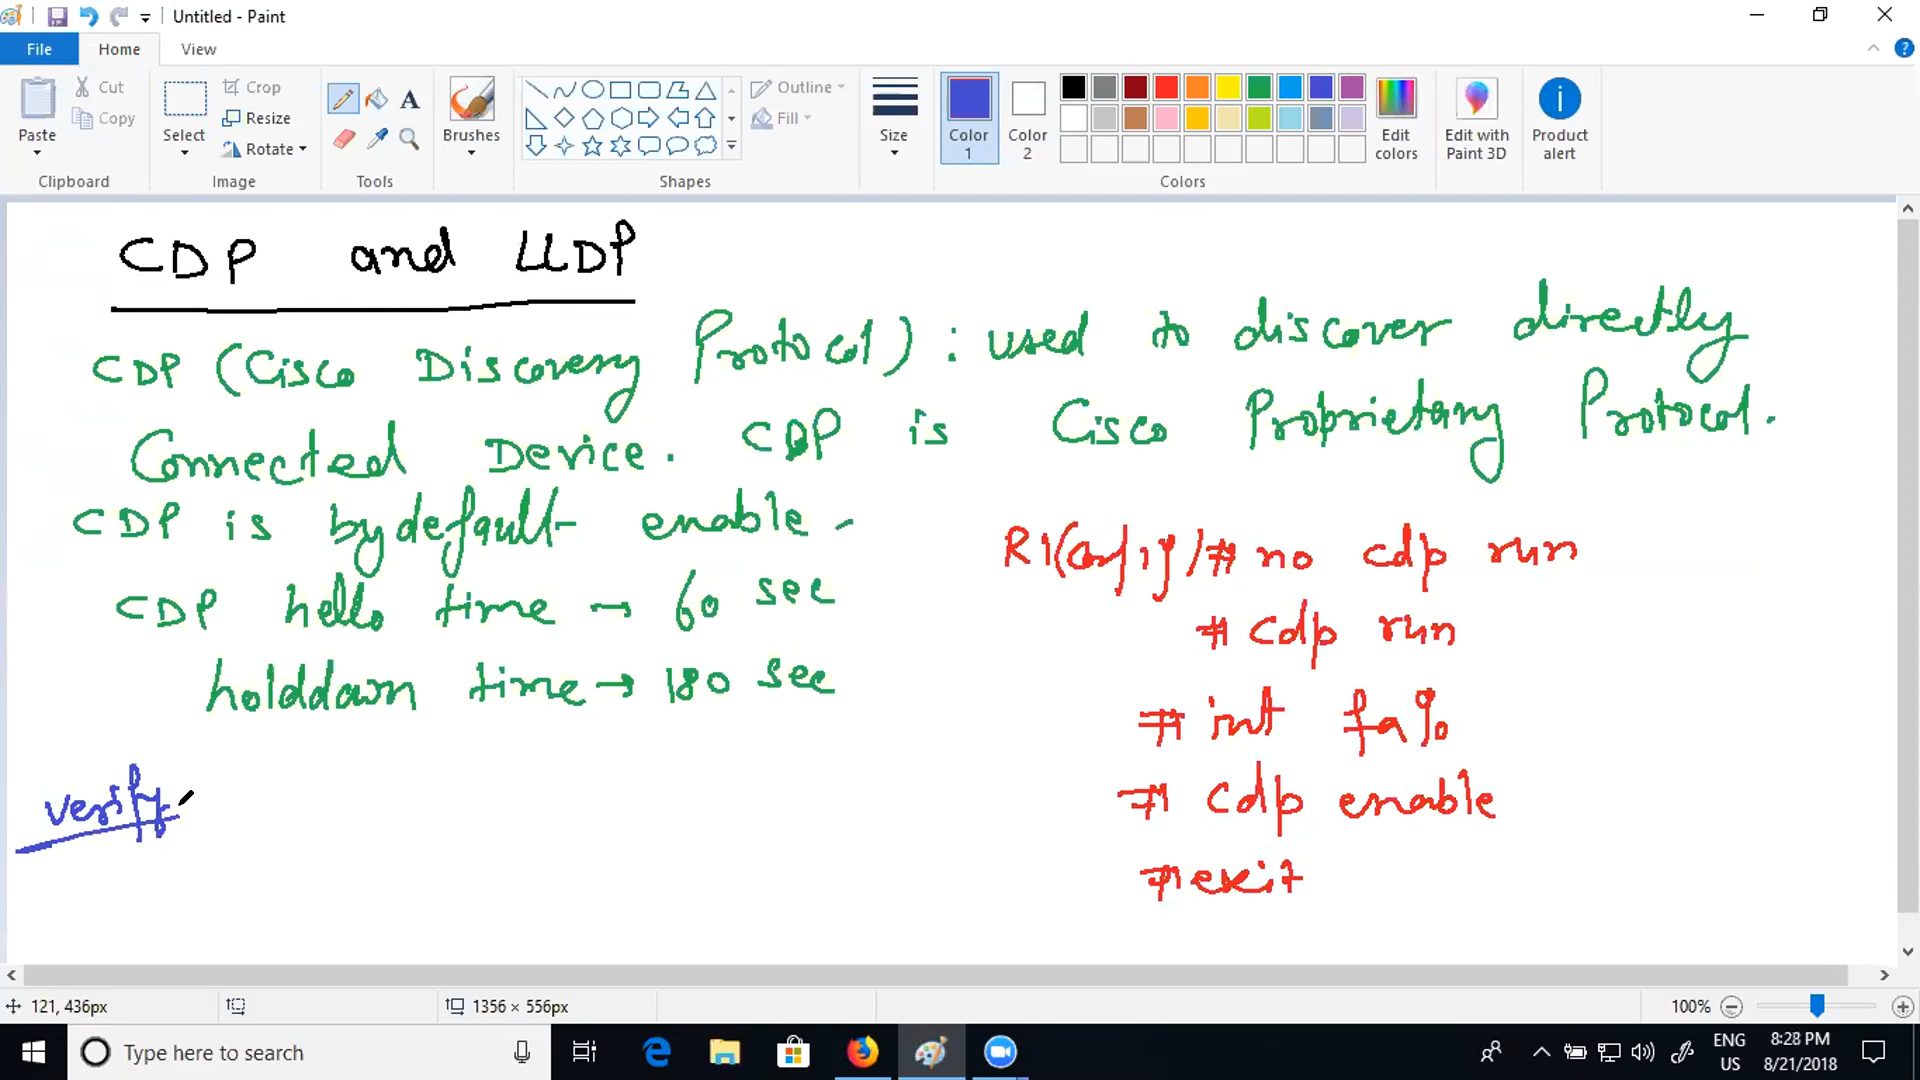 Untitled - Paint
File Home View
Paste
Cut
Copy
Clipboard
Select
Crop
Resize
Rotate
Image
Tools
Brushes
Shapes
Outline
Fill
Size
Color 1
Color 2
Edit colors
Colors
Edit with Paint 3D
Product alert
CDP and LLDP
CDP (Cisco Discovery Protocol) : used to discover directly
Connected Device. CDP is Cisco Proprietary Protocol.
CDP is bydefault enable -
CDP hello time → 60 sec
holddown time → 180 sec
verify
R1(Config)# no cdp run
# cdp run
# int fa%
# cdp enable
# exit
121, 436px
1356 × 556px
100%
Type here to search
ENG US
8:28 PM
8/21/2018